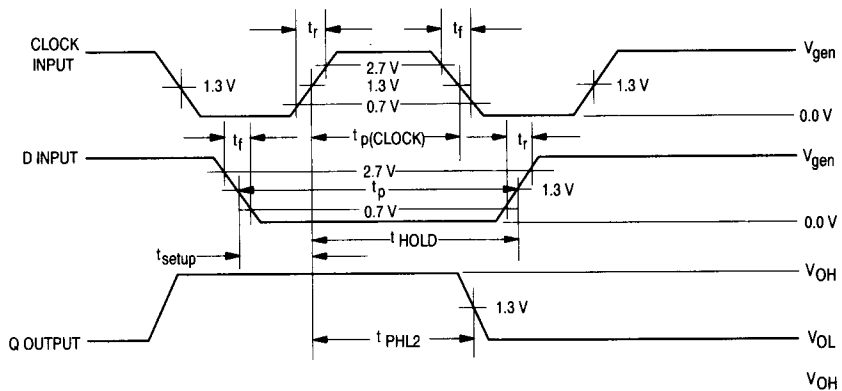 t_r t_f
CLOCK INPUT
V_gen
2.7 V
1.3 V 1.3 V 1.3 V
0.7 V
0.0 V
t_f t_p(CLOCK) t_r
D INPUT
V_gen
2.7 V
t_p 1.3 V
0.7 V
0.0 V
t_HOLD
t_setup
V_OH
1.3 V
Q OUTPUT t_PHL2 V_OL
V_OH